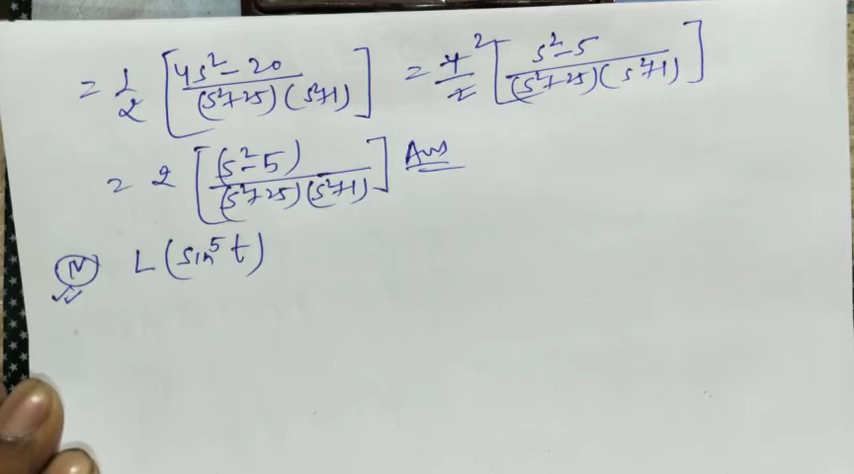 = 1/2 [4s² - 20 / (s²+25)(s²+1)] = 4/2 ² [s² - 5 / (s²+25)(s²+1)]
= 2 [(s² - 5) / (s²+25)(s²+1)] Ans
(iv) L(sin⁵ t)